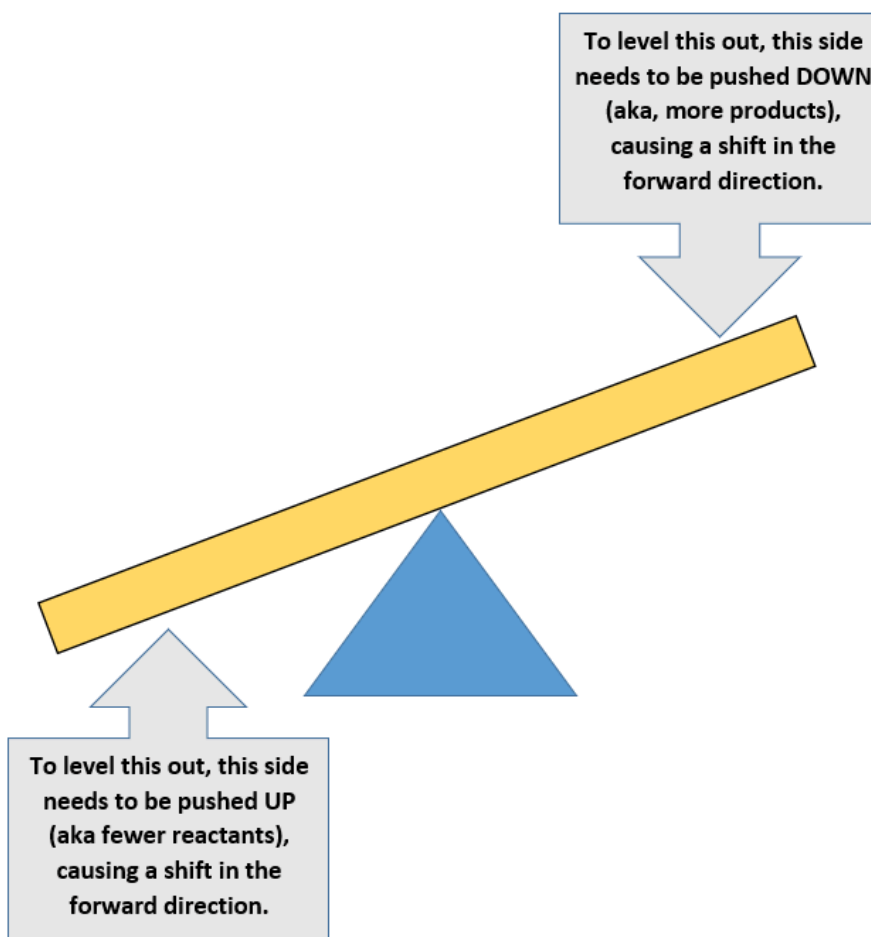 To level this out, this side
needs to be pushed DOWN
(aka, more products),
causing a shift in the
forward direction.
To level this out, this side
needs to be pushed UP
(aka fewer reactants),
causing a shift in the
forward direction.